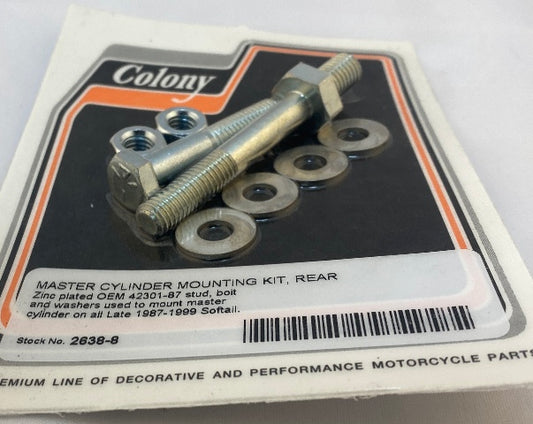 Colony
MASTER CYLINDER MOUNTING KIT, REAR
Zinc plated OEM 42301-87 stud, bolt
and washers used to mount master
cylinder on all Late 1987-1999 Softail.
Stock No. 2638-8
EMIUM LINE OF DECORATIVE AND PERFORMANCE MOTORCYCLE PARTS